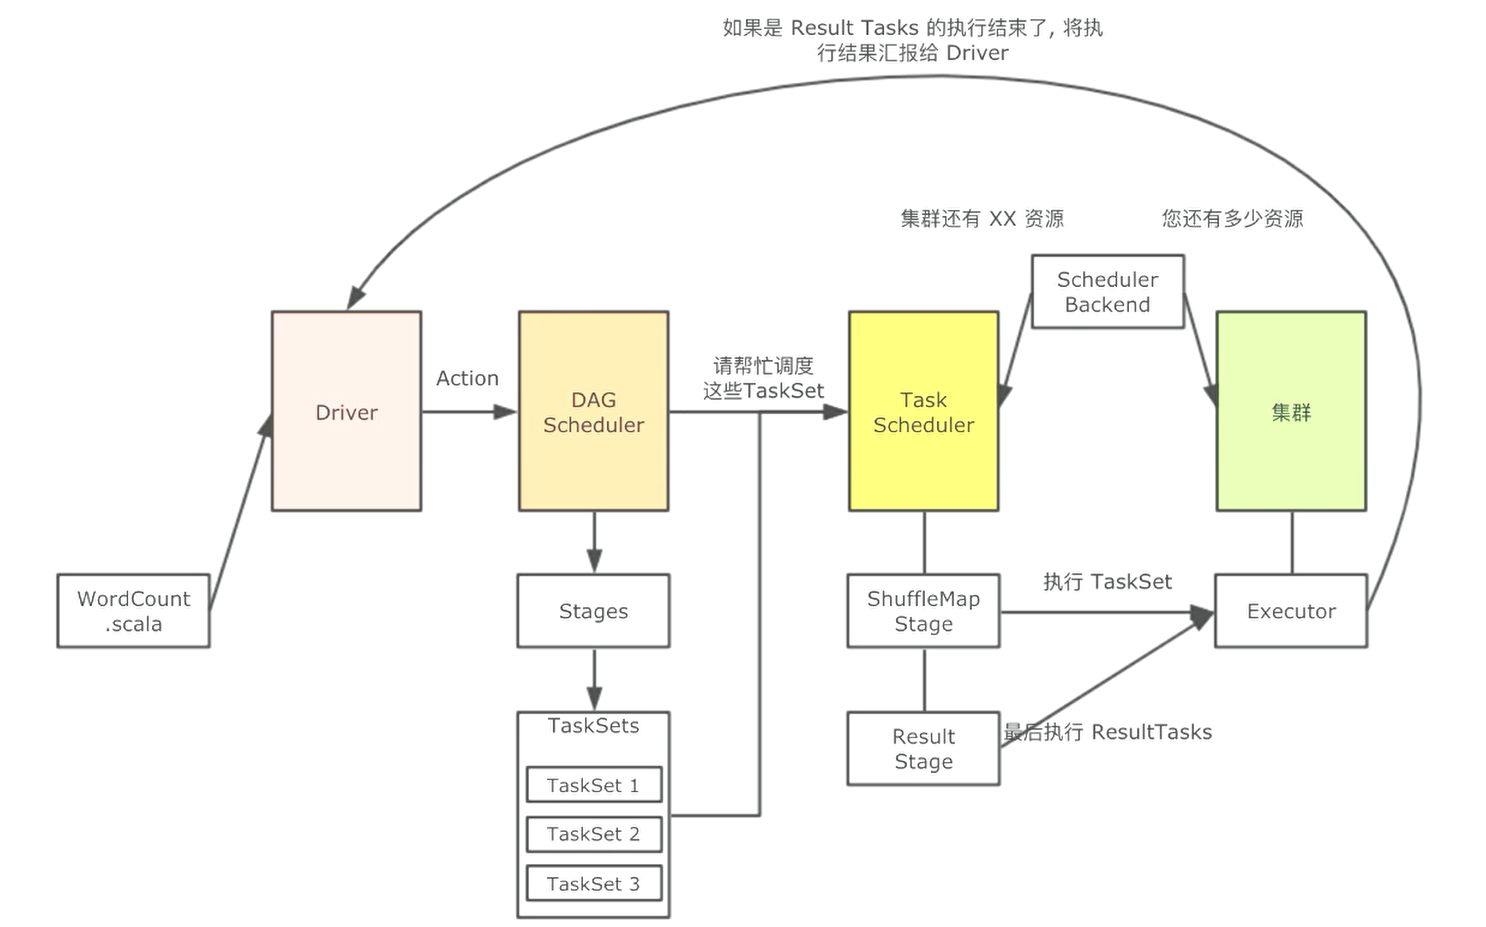 如果是 Result Tasks 的执行结束了, 将执
行结果汇报给 Driver
集群还有 XX 资源
您还有多少资源
Scheduler
Backend
Driver
Action
DAG
Scheduler
请帮忙调度
这些TaskSet
Task
Scheduler
集群
WordCount
.scala
Stages
ShuffleMap
Stage
执行 TaskSet
Executor
TaskSets
TaskSet 1
TaskSet 2
TaskSet 3
Result
Stage
最后执行 ResultTasks